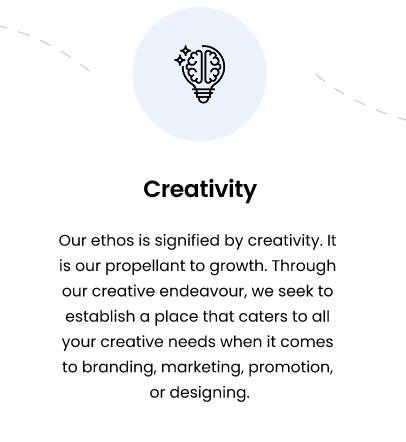 Creativity
Our ethos is signified by creativity. It
is our propellant to growth. Through
our creative endeavour, we seek to
establish a place that caters to all
your creative needs when it comes
to branding, marketing, promotion,
or designing.